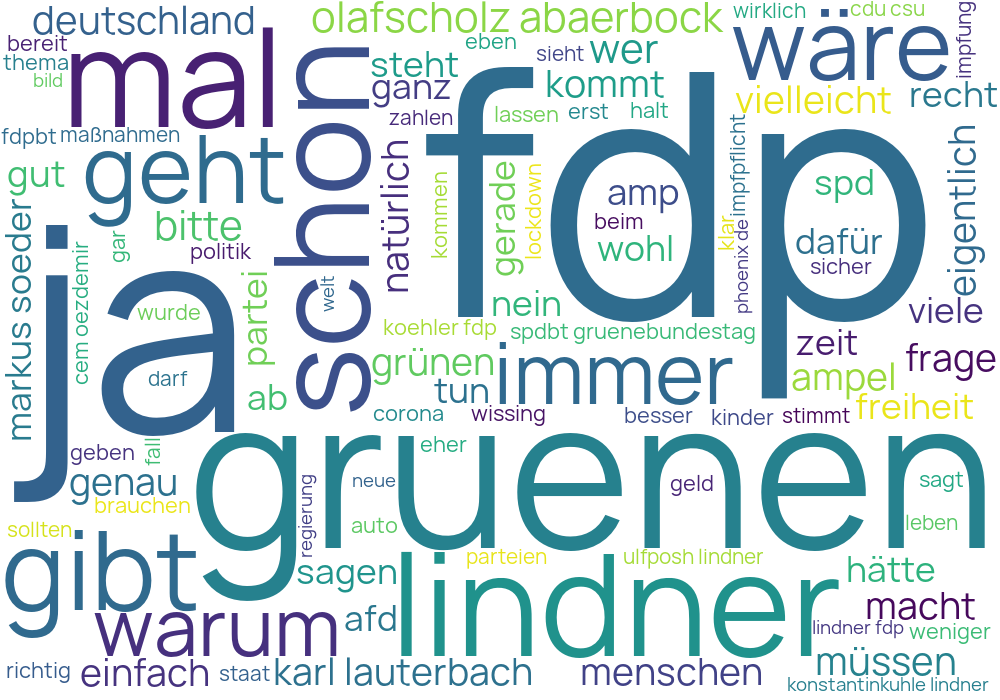 deutschland
olafscholz abaerbock
wirklich
cdu csu
impfung
bereit
thema
bild
mal
schon
eben
sieht
wer
wäre
steht
ganz
kommt
vielleicht
recht
fdpbt
maßnahmen
zahlen
lassen
erst
halt
fdp
gut
geht
natürlich
kommen
gerade
lockdown
amp
beim
wohl
klar
impfpflicht
phoenix de
spd
dafür
sicher
eigentlich
markus soeder
cem oezdemir
gar
bitte
politik
partei
welt
ja
wurde
darf
ab
nein
viele
koehler fdp
spdbt gruenebundestag
zeit
frage
grünen
tun
immer
ampel
freiheit
corona
wissing
besser
kinder
stimmt
geben
fall
genau
brauchen
eher
gruenen
regierung
neue
geld
sagt
auto
leben
sollten
gibt
parteien
ulfposh lindner
sagen
lindner
hätte
warum
afd
macht
lindner fdp
weniger
richtig
einfach
staat
karl lauterbach
menschen
müssen
konstantinkuhle lindner